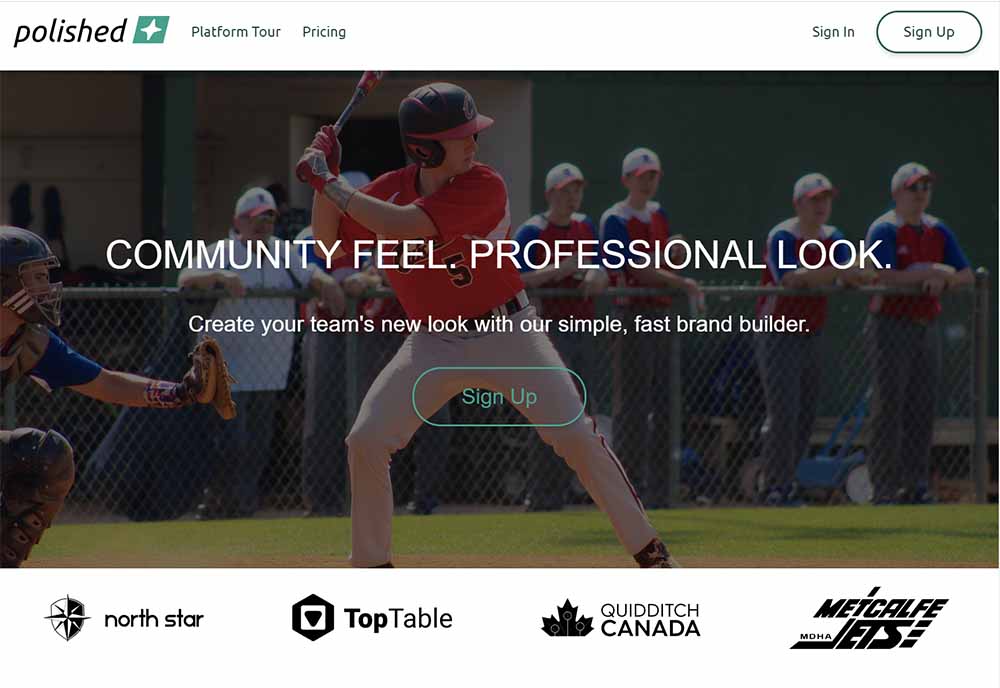 polished
Platform Tour
Pricing
Sign In
Sign Up
COMMUNITY FEEL. PROFESSIONAL LOOK.
Create your team's new look with our simple, fast brand builder.
Sign Up
5
north star
TopTable
QUIDDITCH
CANADA
METCALFE
MDHA JETS